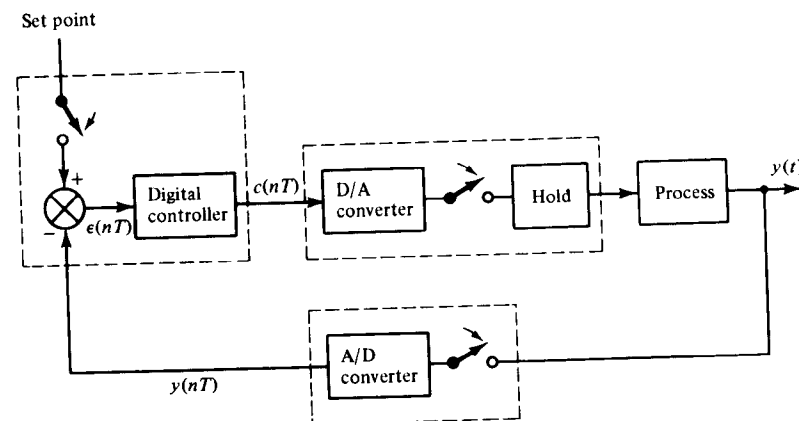 Set point
+
−
ϵ(nT)
Digital
controller
c(nT)
D/A
converter
Hold
Process
y(t)
A/D
converter
y(nT)